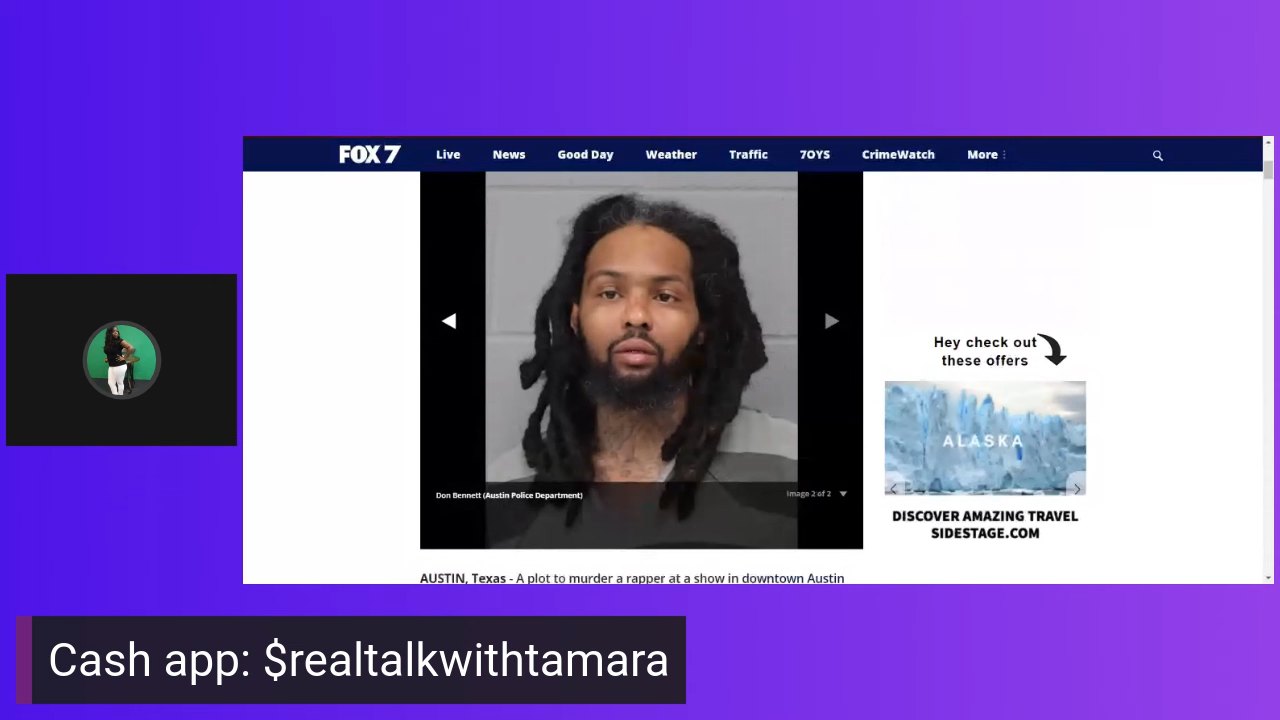 FOX 7
Live News Good Day Weather Traffic 7OYS CrimeWatch More
Don Bennett (Austin Police Department)
Image 2 of 2
Hey check out
these offers
ALASKA
DISCOVER AMAZING TRAVEL
SIDESTAGE.COM
AUSTIN, Texas - A plot to murder a rapper at a show in downtown Austin
Cash app: $realtalkwithtamara